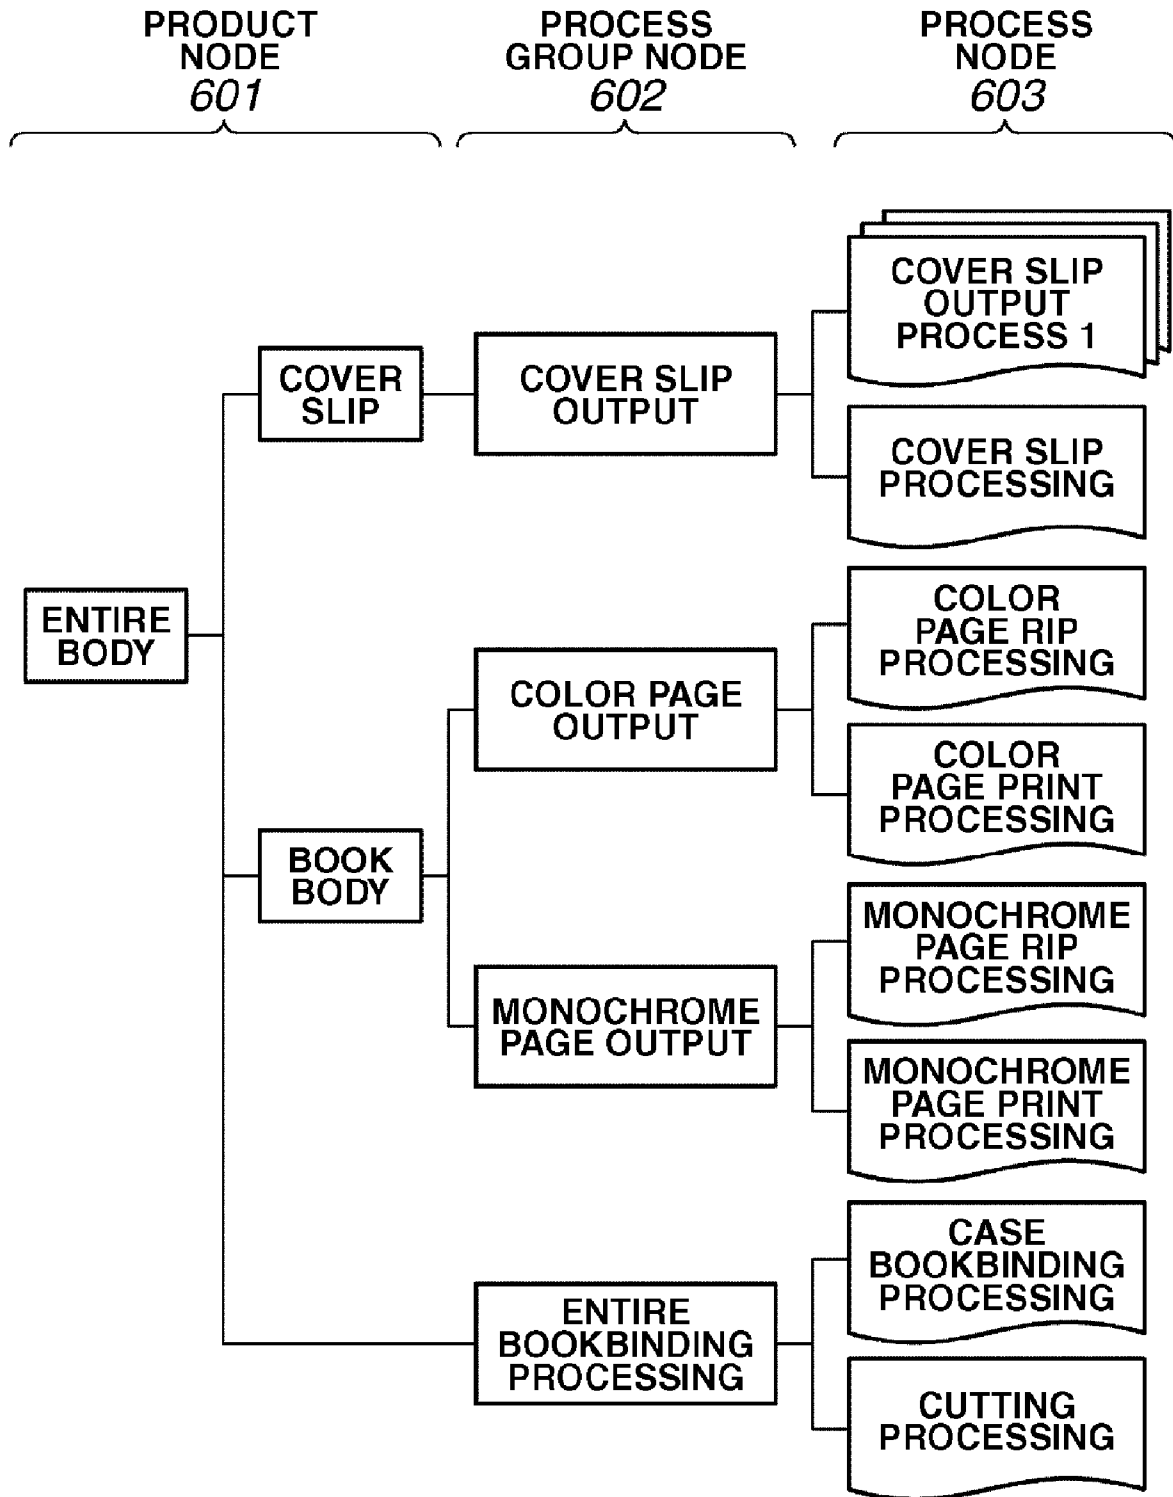 PRODUCT
NODE
601
PROCESS
GROUP NODE
602
PROCESS
NODE
603
ENTIRE
BODY
COVER
SLIP
COVER SLIP
OUTPUT
COVER SLIP
OUTPUT
PROCESS 1
COVER SLIP
PROCESSING
BOOK
BODY
COLOR PAGE
OUTPUT
COLOR
PAGE RIP
PROCESSING
COLOR
PAGE PRINT
PROCESSING
MONOCHROME
PAGE OUTPUT
MONOCHROME
PAGE RIP
PROCESSING
MONOCHROME
PAGE PRINT
PROCESSING
ENTIRE
BOOKBINDING
PROCESSING
CASE
BOOKBINDING
PROCESSING
CUTTING
PROCESSING